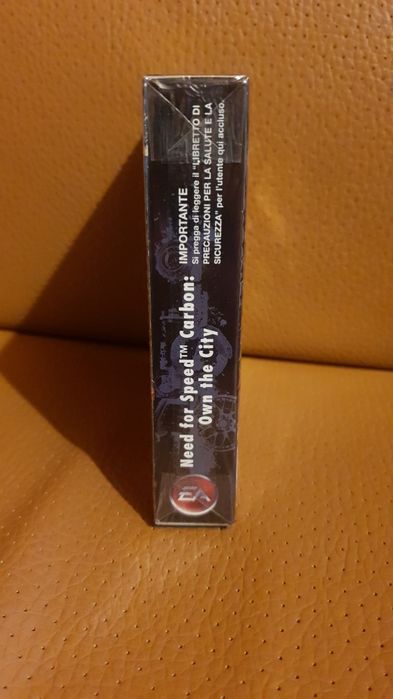 EA
Need for Speed™ Carbon:
Own the City
IMPORTANTE
Si prega di leggere il "LIBRETTO DI
PRECAUZIONI PER LA SALUTE E LA
SICUREZZA" per l'utente qui accluso.